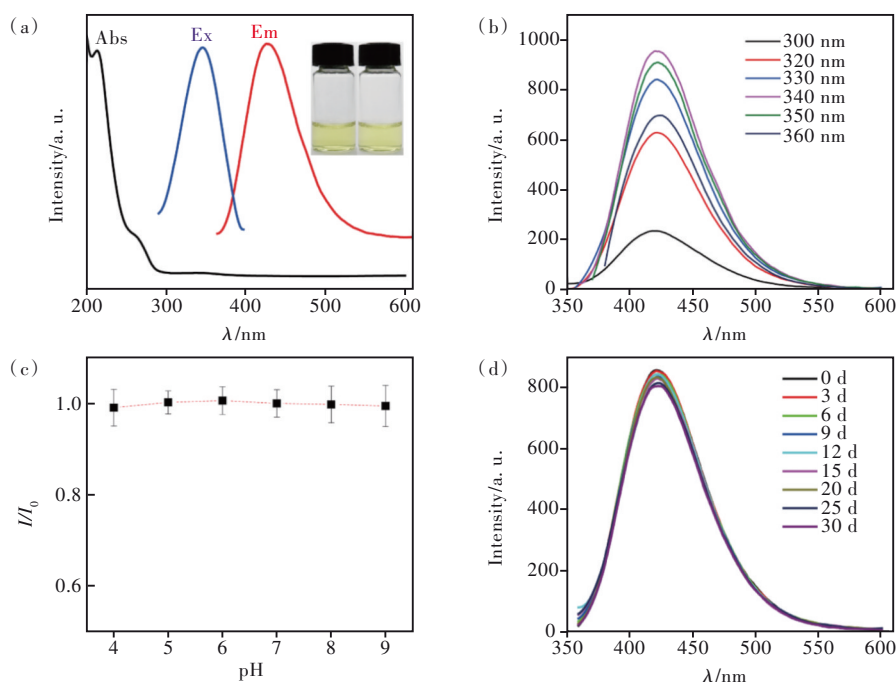 (a)
Abs
Ex
Em
Intensity/a. u.
200
300
400
500
600
λ/nm
(b)
1000
800
600
400
200
0
Intensity/a. u.
300 nm
320 nm
330 nm
340 nm
350 nm
360 nm
350
400
450
500
550
600
λ/nm
(c)
1.0
0.8
0.6
I/I₀
4
5
6
7
8
9
pH
(d)
800
600
400
200
0
Intensity/a. u.
0 d
3 d
6 d
9 d
12 d
15 d
20 d
25 d
30 d
350
400
450
500
550
600
λ/nm